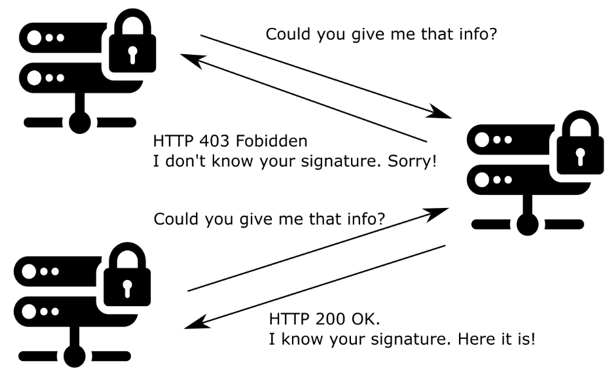 Could you give me that info?
HTTP 403 Fobidden
I don't know your signature. Sorry!
Could you give me that info?
HTTP 200 OK.
I know your signature. Here it is!